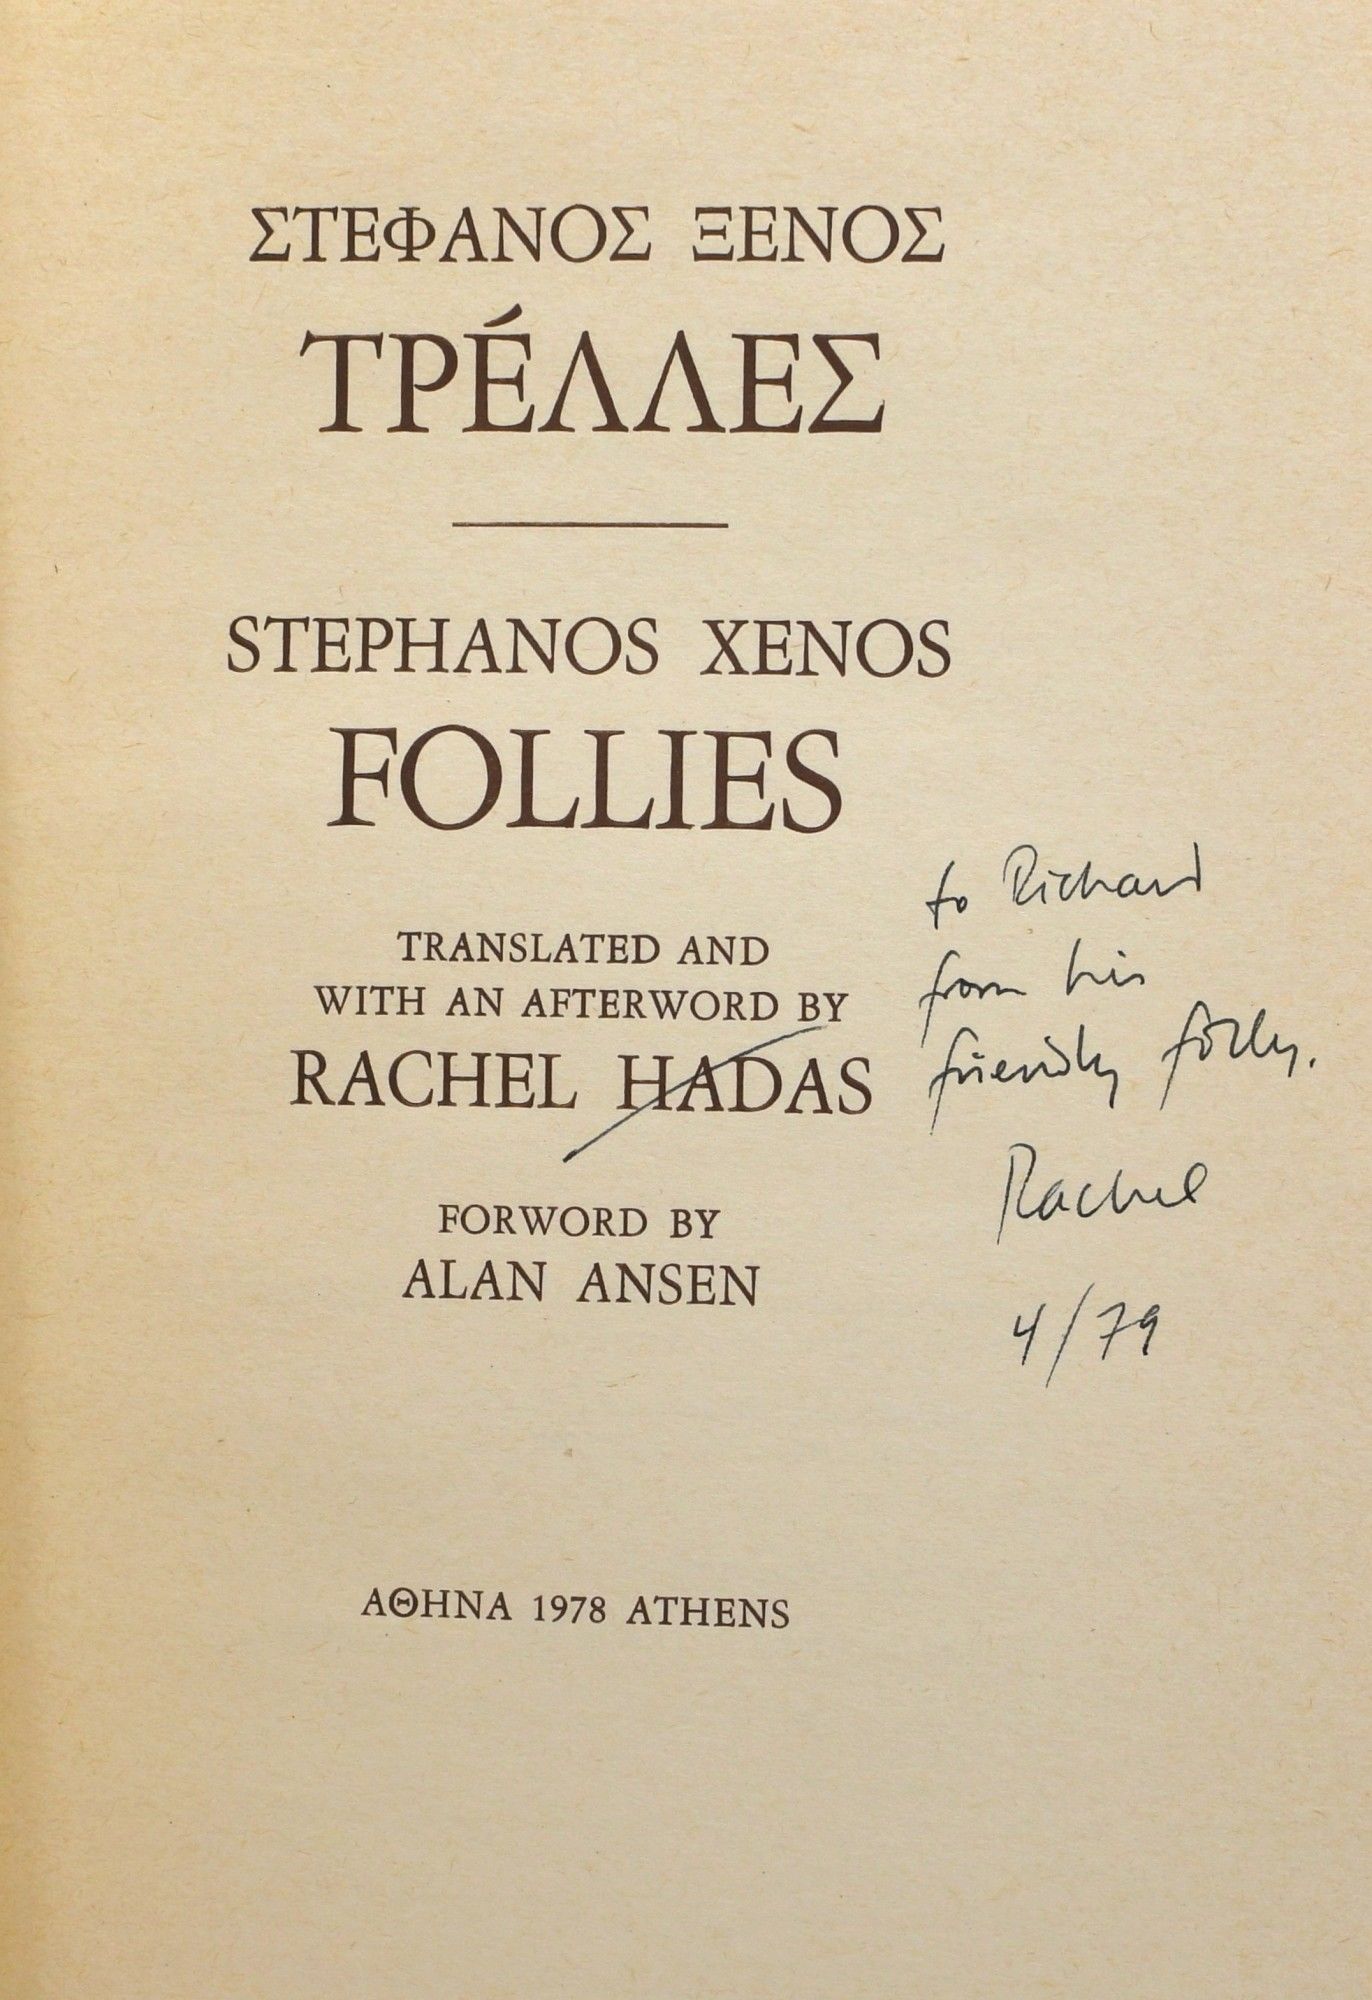 ΣΤΕΦΑΝΟΣ ΞΕΝΟΣ
ΤΡΈΛΛΕΣ
STEPHANOS XENOS
FOLLIES
TRANSLATED AND
WITH AN AFTERWORD BY
RACHEL HADAS
FORWORD BY
ALAN ANSEN
to Richard
from his
friendly folly.
Rachel
4/79
ΑΘΗΝΑ 1978 ATHENS